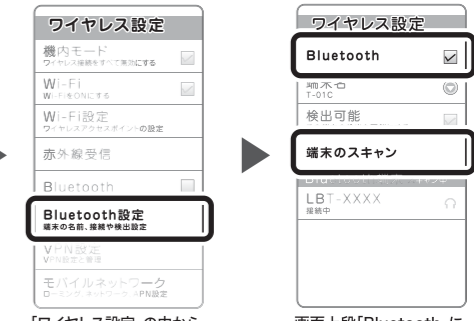 ワイヤレス設定
機内モード
ワイヤレス接続をすべて無効にする
Wi-Fi
Wi-FiをONにする
Wi-Fi設定
ワイヤレスアクセスポイントの設定
赤外線受信
Bluetooth
Bluetooth設定
端末の名前、接続や検出設定
VPN設定
VPN設定と管理
モバイルネットワーク
ローミング ネットワーク APN設定
「ワイヤレス設定」の中から
ワイヤレス設定
Bluetooth
端末名
T-01C
検出可能
端末のスキャン
LBT-XXXX
接続中
画面上段「Bluetooth」に